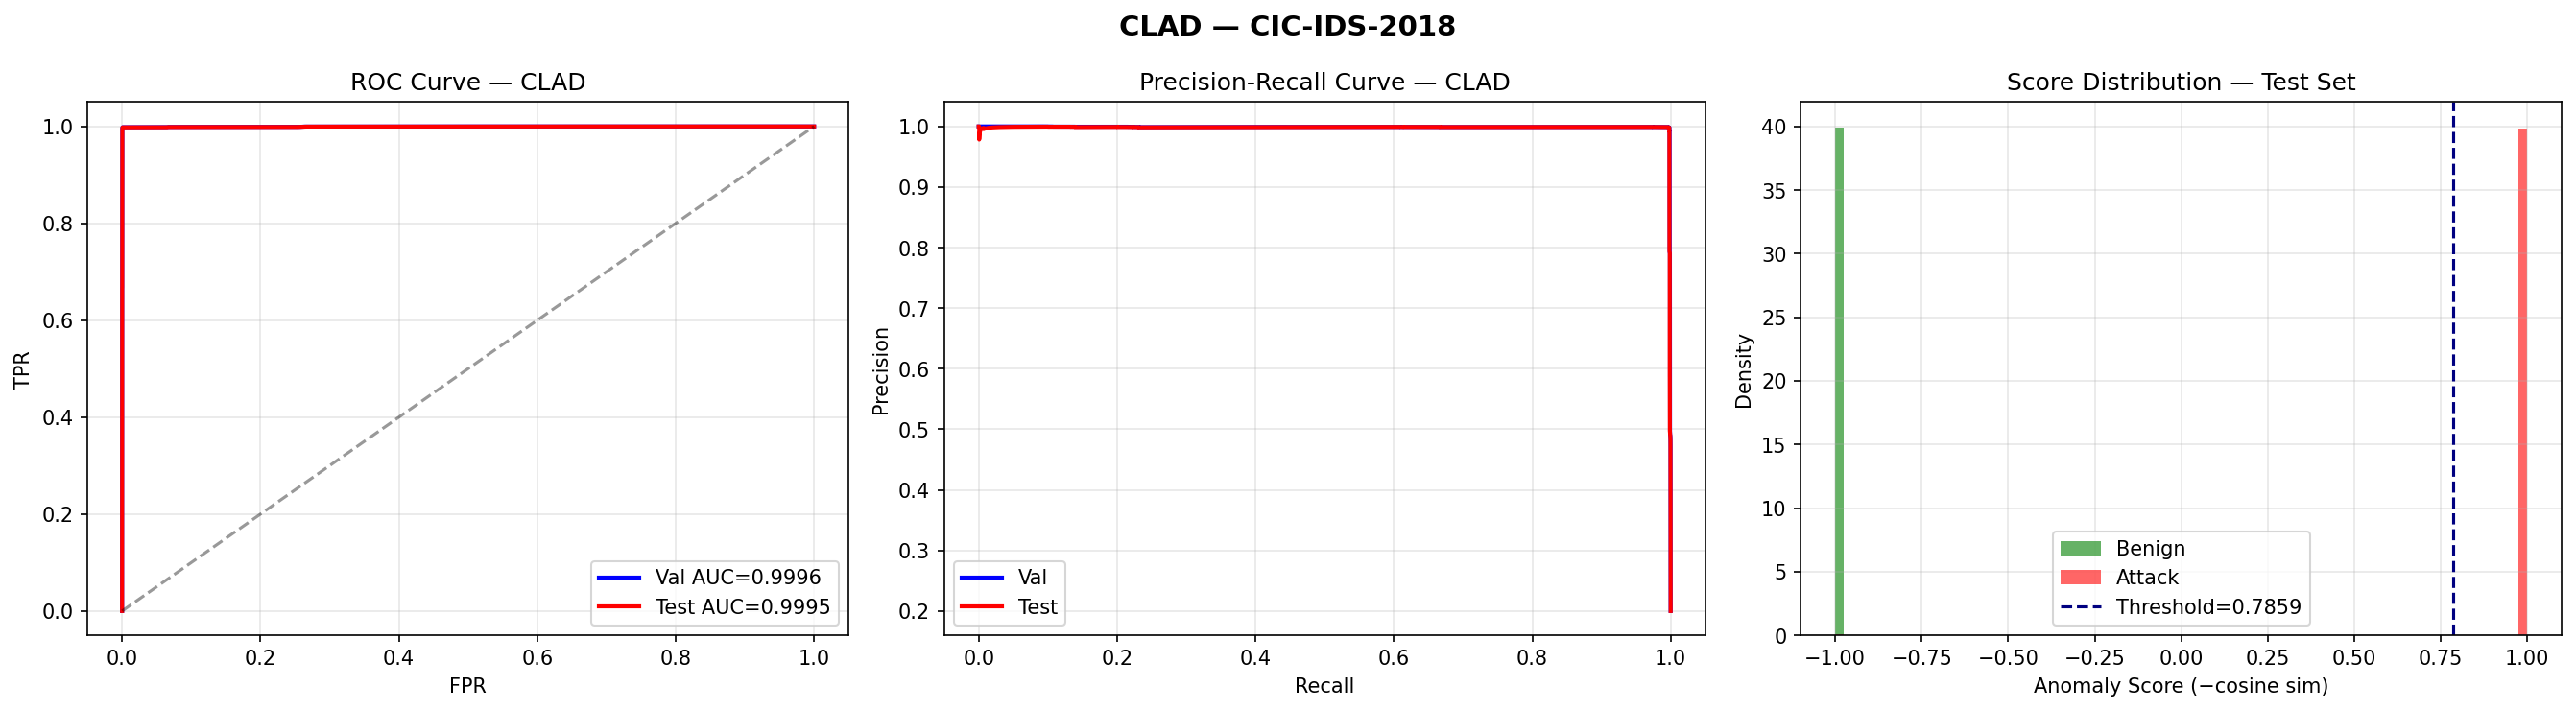 CLAD — CIC-IDS-2018
ROC Curve — CLAD
TPR
1.0
0.8
0.6
0.4
0.2
0.0
0.0 0.2 0.4 0.6 0.8 1.0
FPR
Val AUC=0.9996
Test AUC=0.9995
Precision-Recall Curve — CLAD
Precision
1.0
0.9
0.8
0.7
0.6
0.5
0.4
0.3
0.2
0.0 0.2 0.4 0.6 0.8 1.0
Recall
Val
Test
Score Distribution — Test Set
Density
40
35
30
25
20
15
10
5
0
−1.00 −0.75 −0.50 −0.25 0.00 0.25 0.50 0.75 1.00
Anomaly Score (−cosine sim)
Benign
Attack
Threshold=0.7859